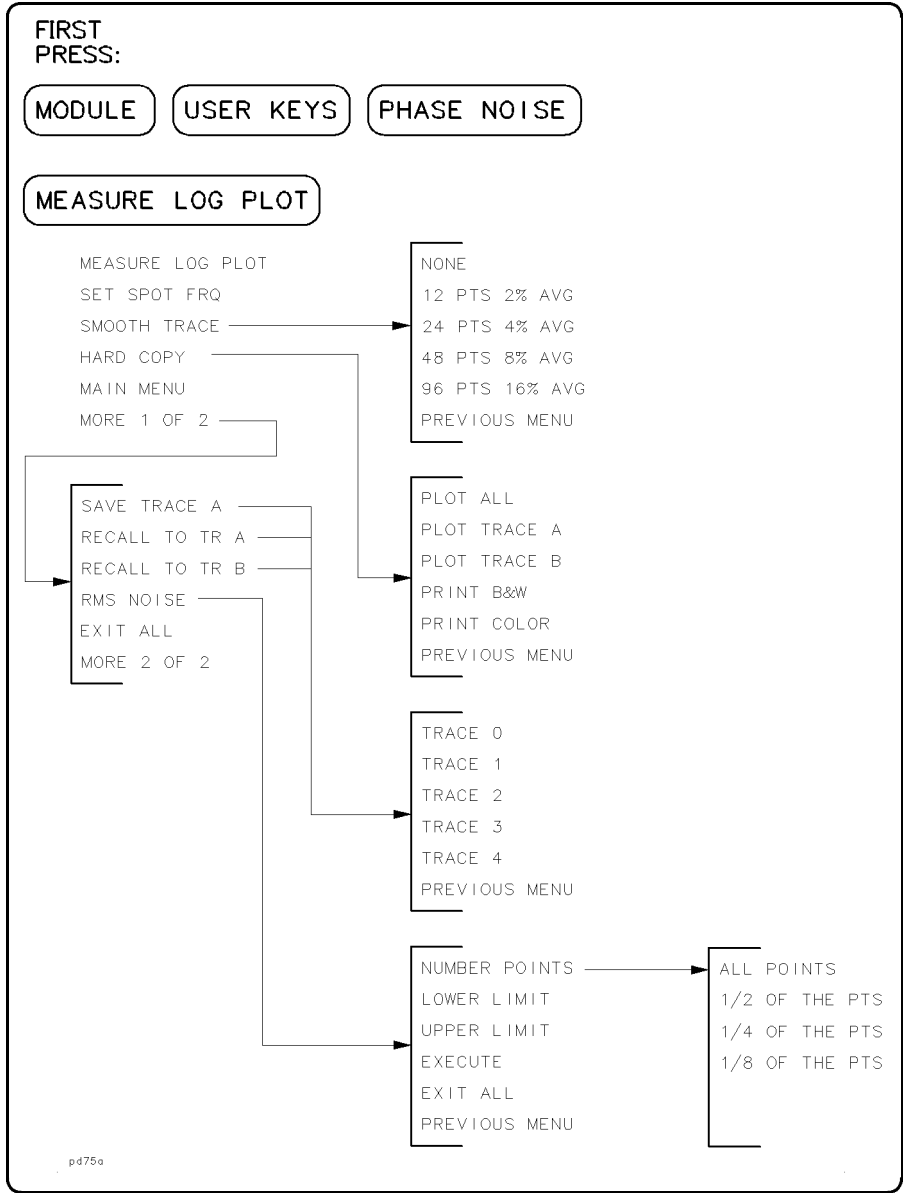 FIRST
PRESS:
MODULE
USER KEYS
PHASE NOISE
MEASURE LOG PLOT
MEASURE LOG PLOT
SET SPOT FRQ
SMOOTH TRACE
HARD COPY
MAIN MENU
MORE 1 OF 2
NONE
12 PTS 2% AVG
24 PTS 4% AVG
48 PTS 8% AVG
96 PTS 16% AVG
PREVIOUS MENU
SAVE TRACE A
RECALL TO TR A
RECALL TO TR B
RMS NOISE
EXIT ALL
MORE 2 OF 2
PLOT ALL
PLOT TRACE A
PLOT TRACE B
PRINT B&W
PRINT COLOR
PREVIOUS MENU
TRACE 0
TRACE 1
TRACE 2
TRACE 3
TRACE 4
PREVIOUS MENU
NUMBER POINTS
LOWER LIMIT
UPPER LIMIT
EXECUTE
EXIT ALL
PREVIOUS MENU
ALL POINTS
1/2 OF THE PTS
1/4 OF THE PTS
1/8 OF THE PTS
pd75a